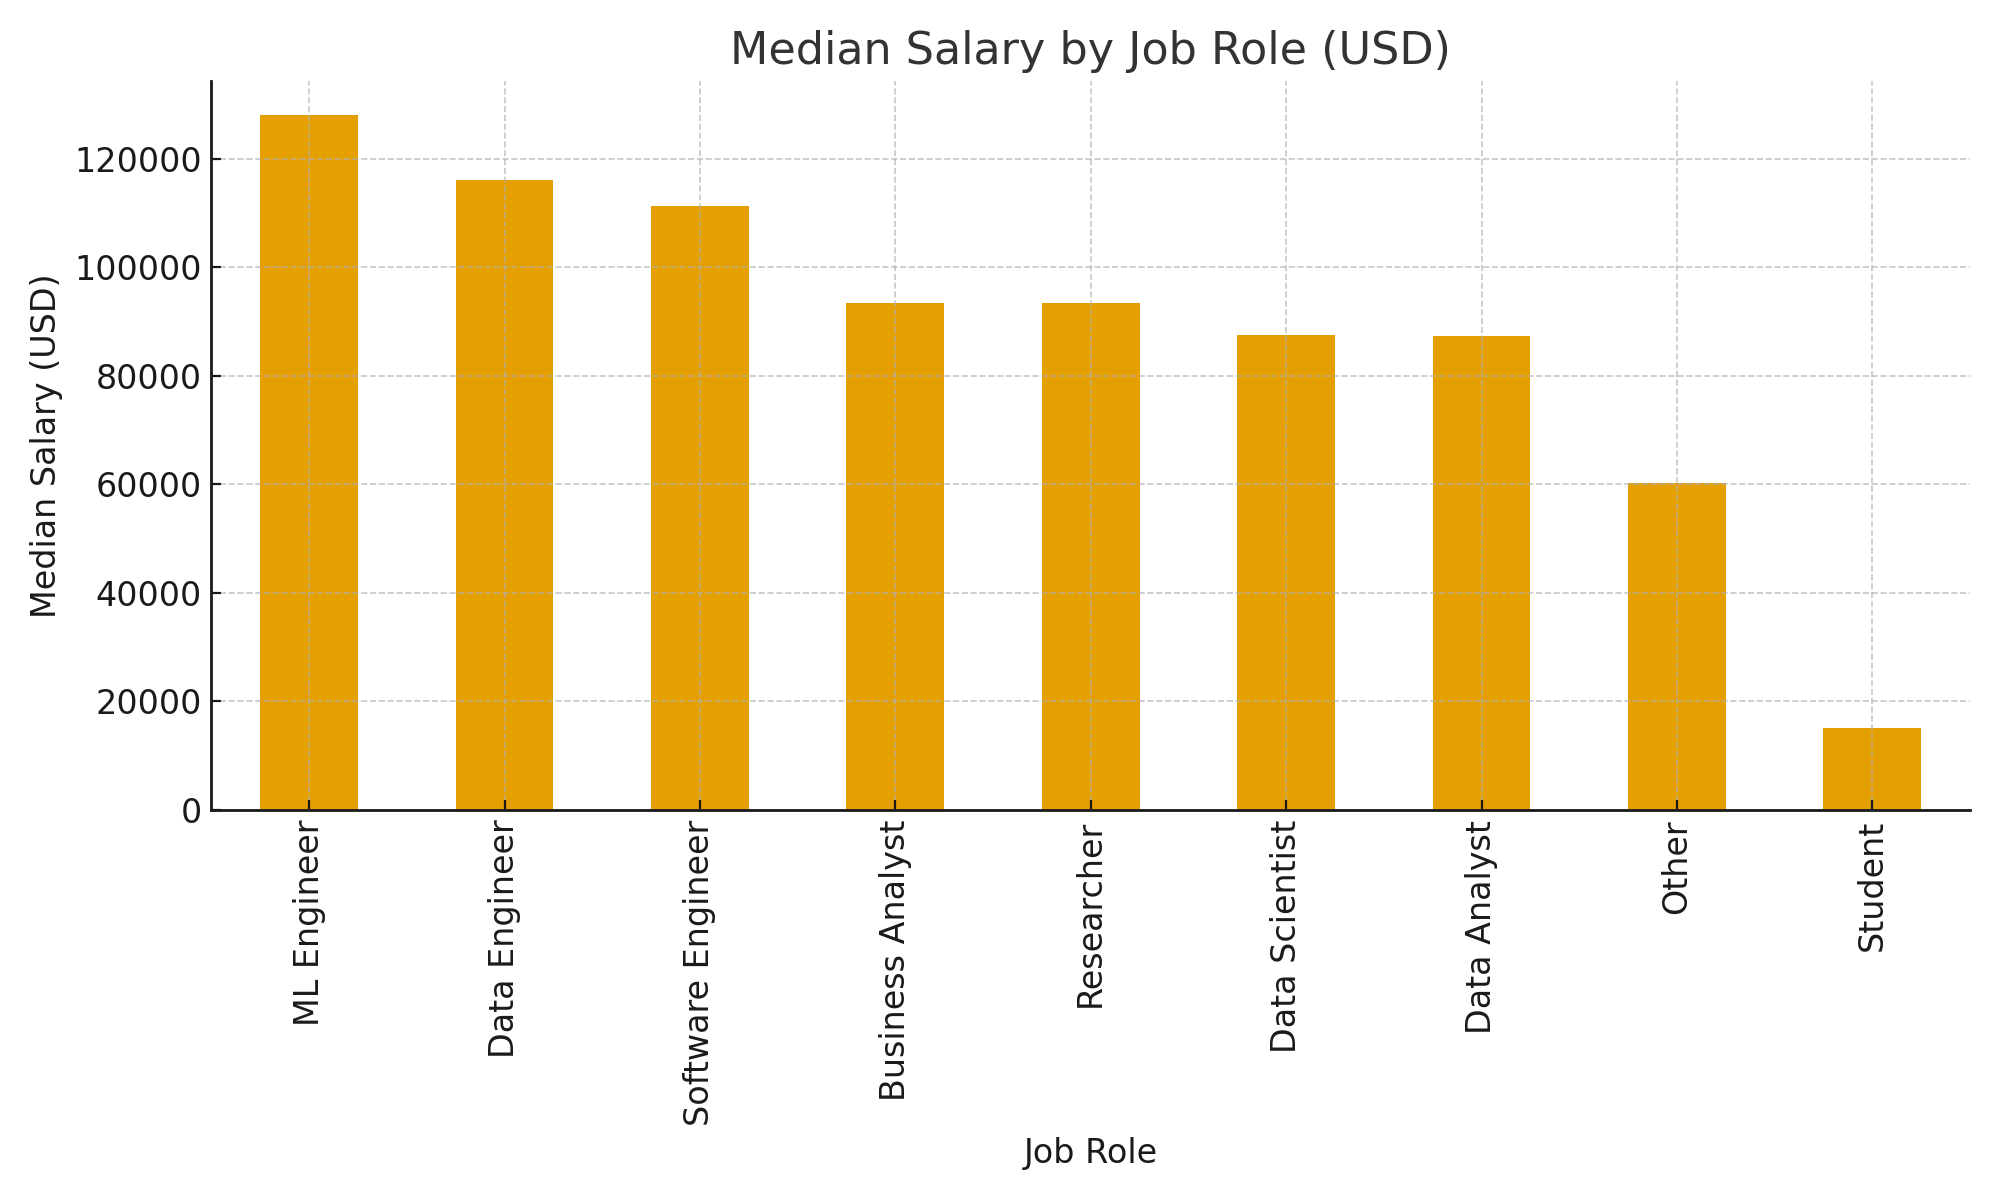 Median Salary by Job Role (USD)
Median Salary (USD)
120000
100000
80000
60000
40000
20000
0
ML Engineer
Data Engineer
Software Engineer
Business Analyst
Researcher
Data Scientist
Data Analyst
Other
Student
Job Role